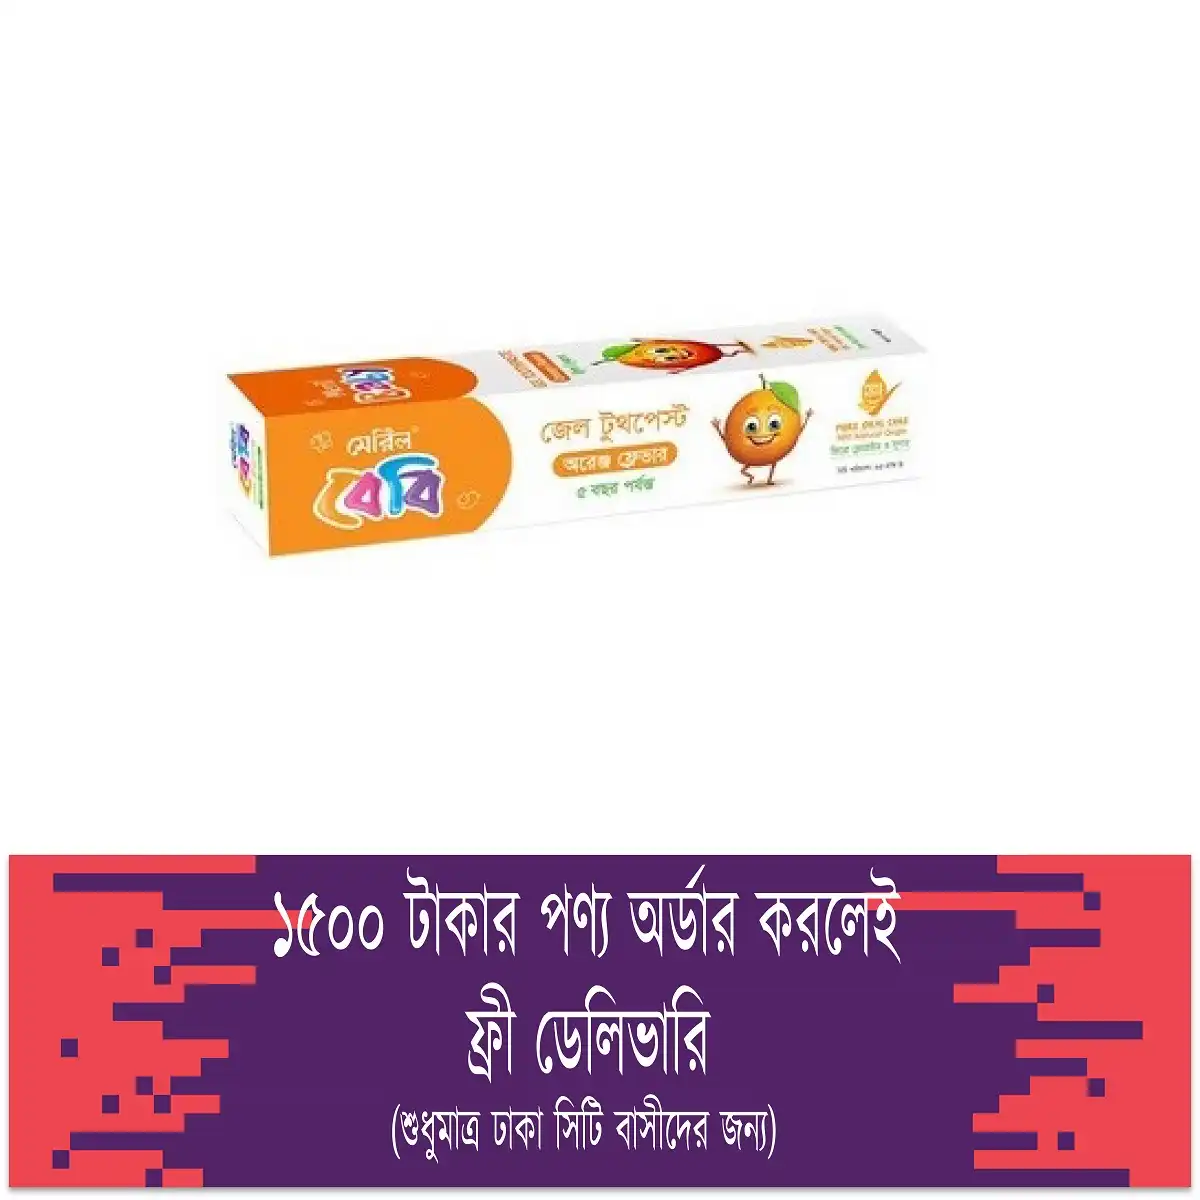 মেরিল
বেবি
জেল টুথপেস্ট
অরেঞ্জ ফ্লেভার
৫ বছর পর্যন্ত
১৫০০ টাকার পণ্য অর্ডার করলেই
ফ্রী ডেলিভারি
(শুধুমাত্র ঢাকা সিটি বাসীদের জন্য)